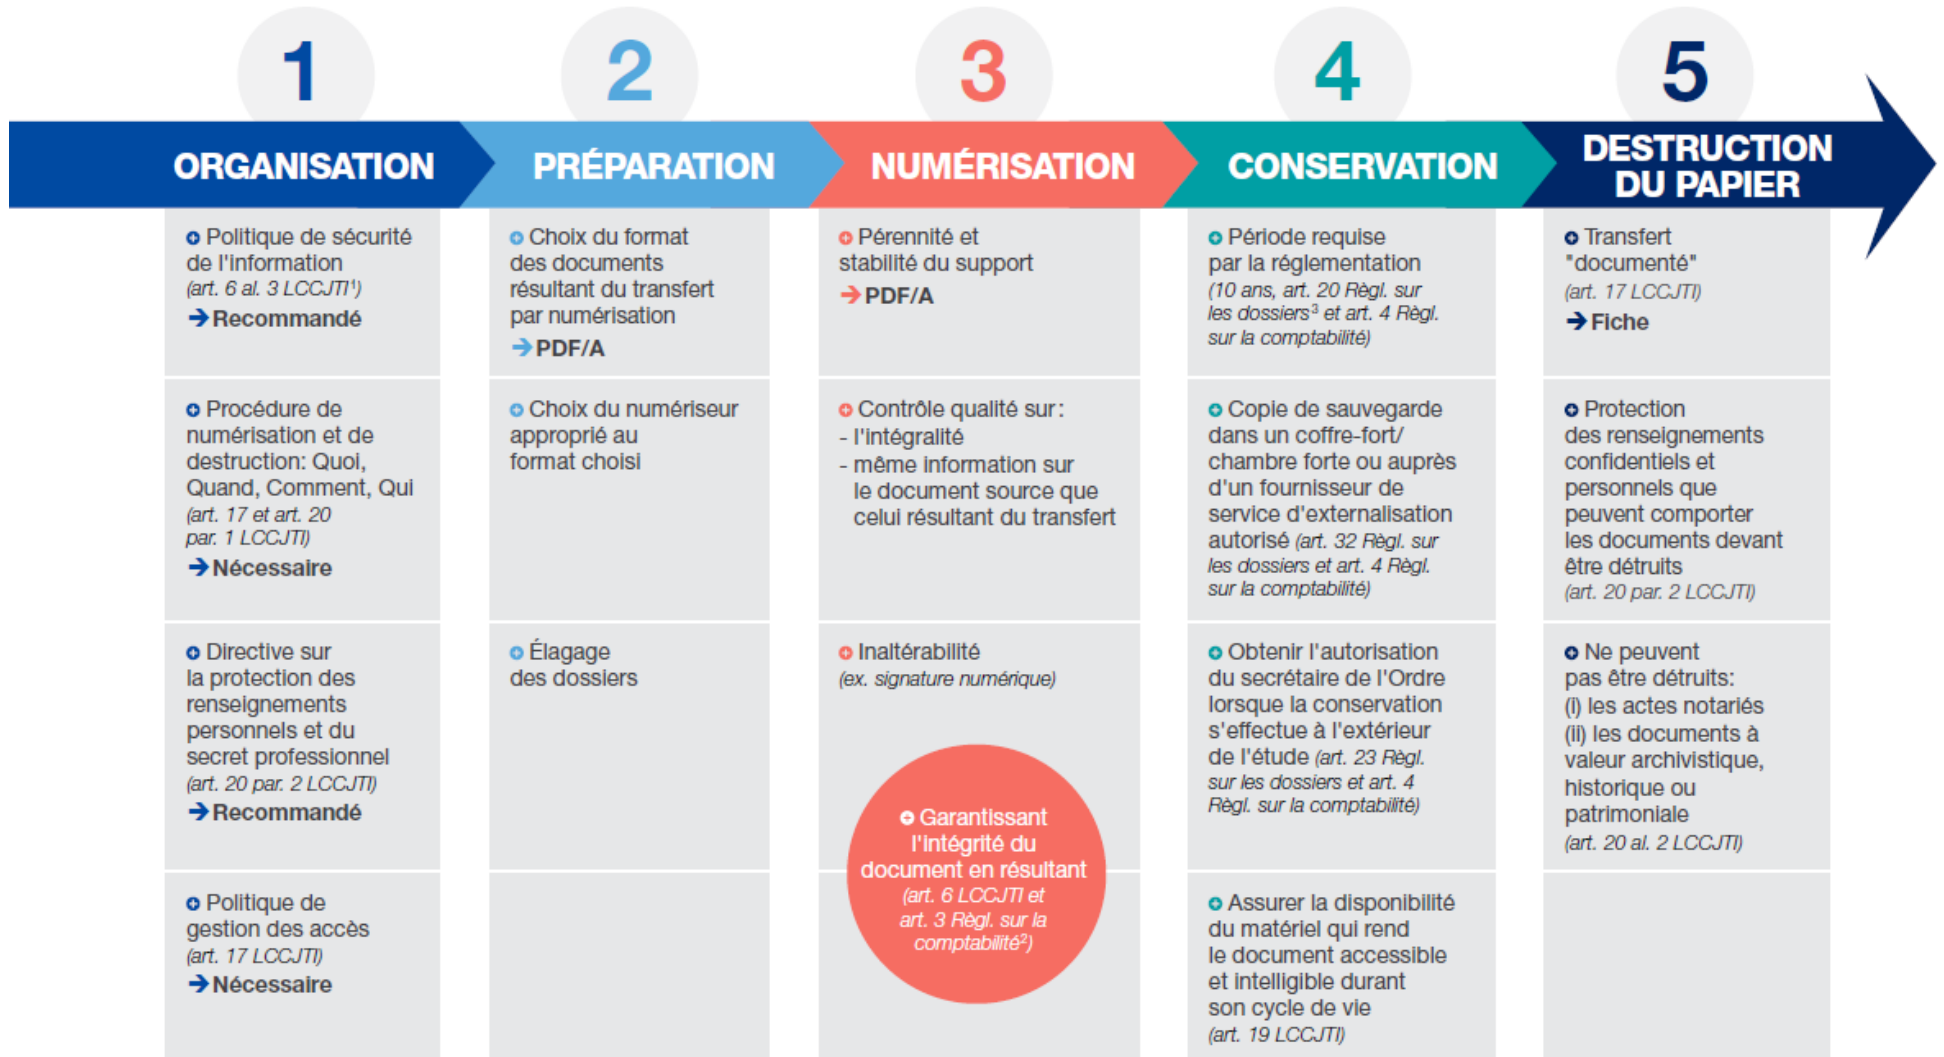 1
2
3
4
5
ORGANISATION
PRÉPARATION
NUMÉRISATION
CONSERVATION
DESTRUCTION
DU PAPIER
Politique de sécurité
de l'information
(art. 6 al. 3 LCCJTI¹)
→ Recommandé
Procédure de
numérisation et de
destruction: Quoi,
Quand, Comment, Qui
(art. 17 et art. 20
par. 1 LCCJTI)
→ Nécessaire
Directive sur
la protection des
renseignements
personnels et du
secret professionnel
(art. 20 par. 2 LCCJTI)
→ Recommandé
Politique de
gestion des accès
(art. 17 LCCJTI)
→ Nécessaire
Choix du format
des documents
résultant du transfert
par numérisation
→ PDF/A
Choix du numériseur
approprié au
format choisi
Élagage
des dossiers
Pérennité et
stabilité du support
→ PDF/A
Contrôle qualité sur :
- l'intégralité
- même information sur
le document source que
celui résultant du transfert
Inaltérabilité
(ex. signature numérique)
Garantissant
l'intégrité du
document en résultant
(art. 6 LCCJTI et
art. 3 Règl. sur la
comptabilité²)
Période requise
par la réglementation
(10 ans, art. 20 Règl. sur
les dossiers³ et art. 4 Règl.
sur la comptabilité)
Copie de sauvegarde
dans un coffre-fort/
chambre forte ou auprès
d'un fournisseur de
service d'externalisation
autorisé (art. 32 Règl. sur
les dossiers et art. 4 Règl.
sur la comptabilité)
Obtenir l'autorisation
du secrétaire de l'Ordre
lorsque la conservation
s'effectue à l'extérieur
de l'étude (art. 23 Règl.
sur les dossiers et art. 4
Règl. sur la comptabilité)
Assurer la disponibilité
du matériel qui rend
le document accessible
et intelligible durant
son cycle de vie
(art. 19 LCCJTI)
Transfert
"documenté"
(art. 17 LCCJTI)
→ Fiche
Protection
des renseignements
confidentiels et
personnels que
peuvent comporter
les documents devant
être détruits
(art. 20 par. 2 LCCJTI)
Ne peuvent
pas être détruits:
(i) les actes notariés
(ii) les documents à
valeur archivistique,
historique ou
patrimoniale
(art. 20 al. 2 LCCJTI)